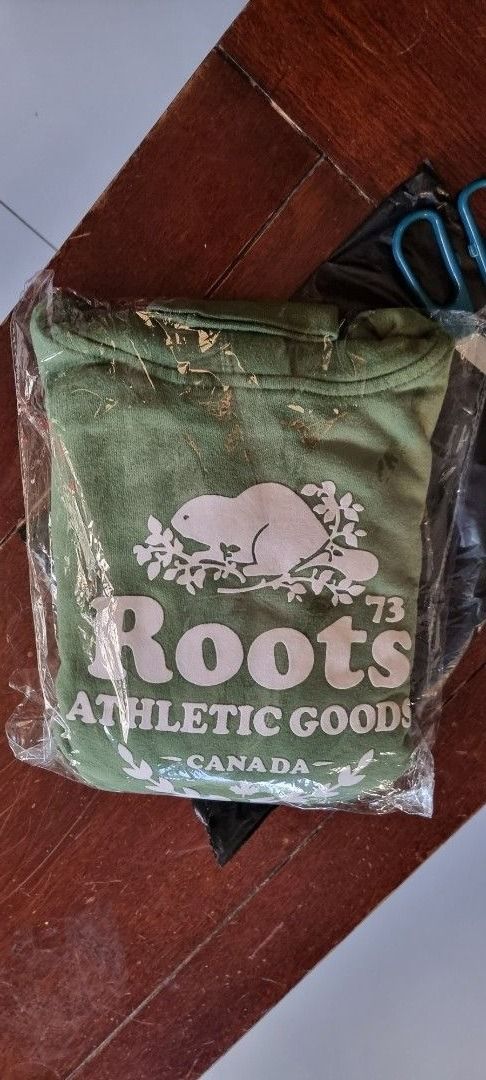 73
Roots
ATHLETIC GOODS
-CANADA-